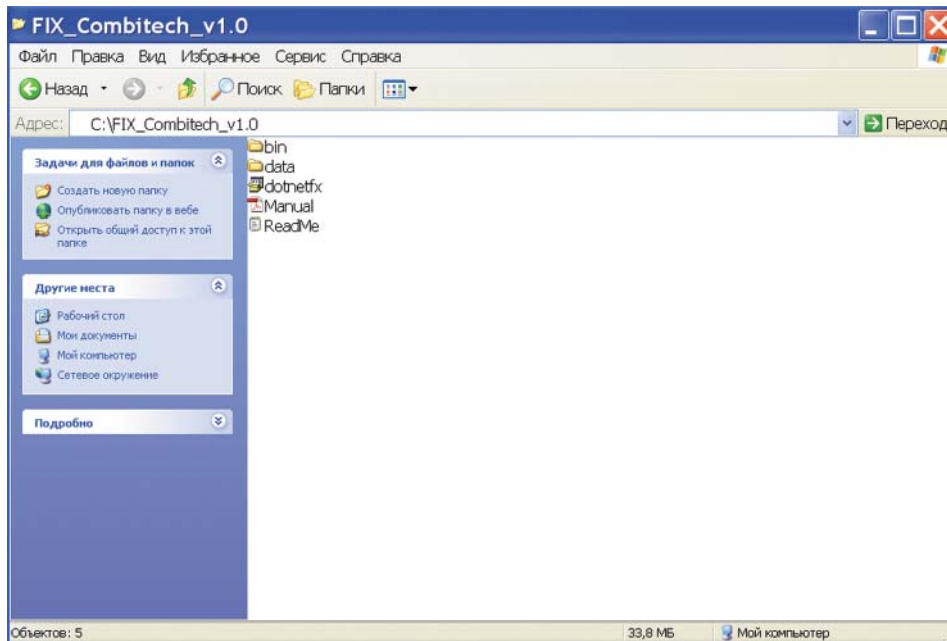 FIX_Combitech_v1.0
Файл Правка Вид Избранное Сервис Справка
Назад Поиск Папки
Адрес: C:\FIX_Combitech_v1.0 Переход
Задачи для файлов и папок
Создать новую папку
Опубликовать папку в вебе
Открыть общий доступ к этой
папке
Другие места
Рабочий стол
Мои документы
Мой компьютер
Сетевое окружение
Подробно
bin
data
dotnetfx
Manual
ReadMe
Объектов: 5 33,8 МБ Мой компьютер